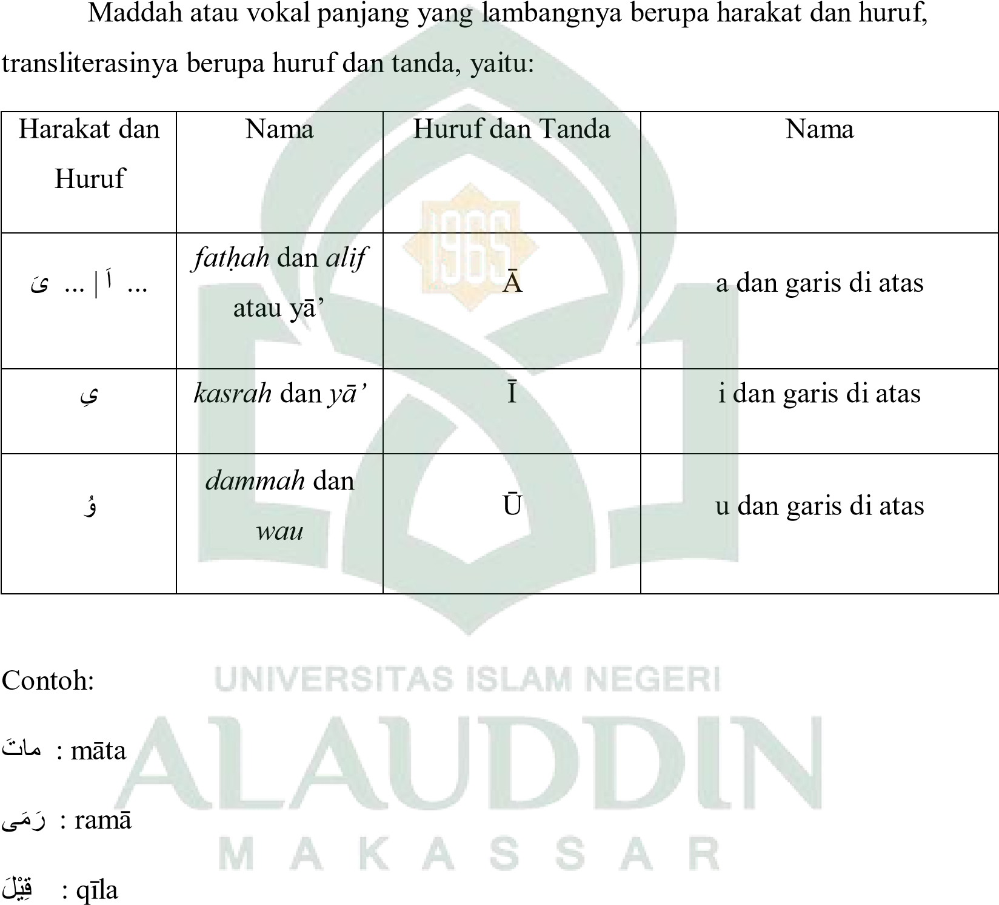 Maddah atau vokal panjang yang lambangnya berupa harakat dan huruf,
transliterasinya berupa huruf dan tanda, yaitu:
Harakat dan
Huruf
Nama
Huruf dan Tanda
Nama
... اَ | ... ىَ
fatḥah dan alif
atau yā’
Ā
a dan garis di atas
ىِ
kasrah dan yā’
Ī
i dan garis di atas
وُ
dammah dan
wau
Ū
u dan garis di atas
1965
Contoh:
UNIVERSITAS ISLAM NEGERI
ALAUDDIN
MAKASSAR
ماتَ : māta
رَمَى : ramā
قِيْلَ : qīla